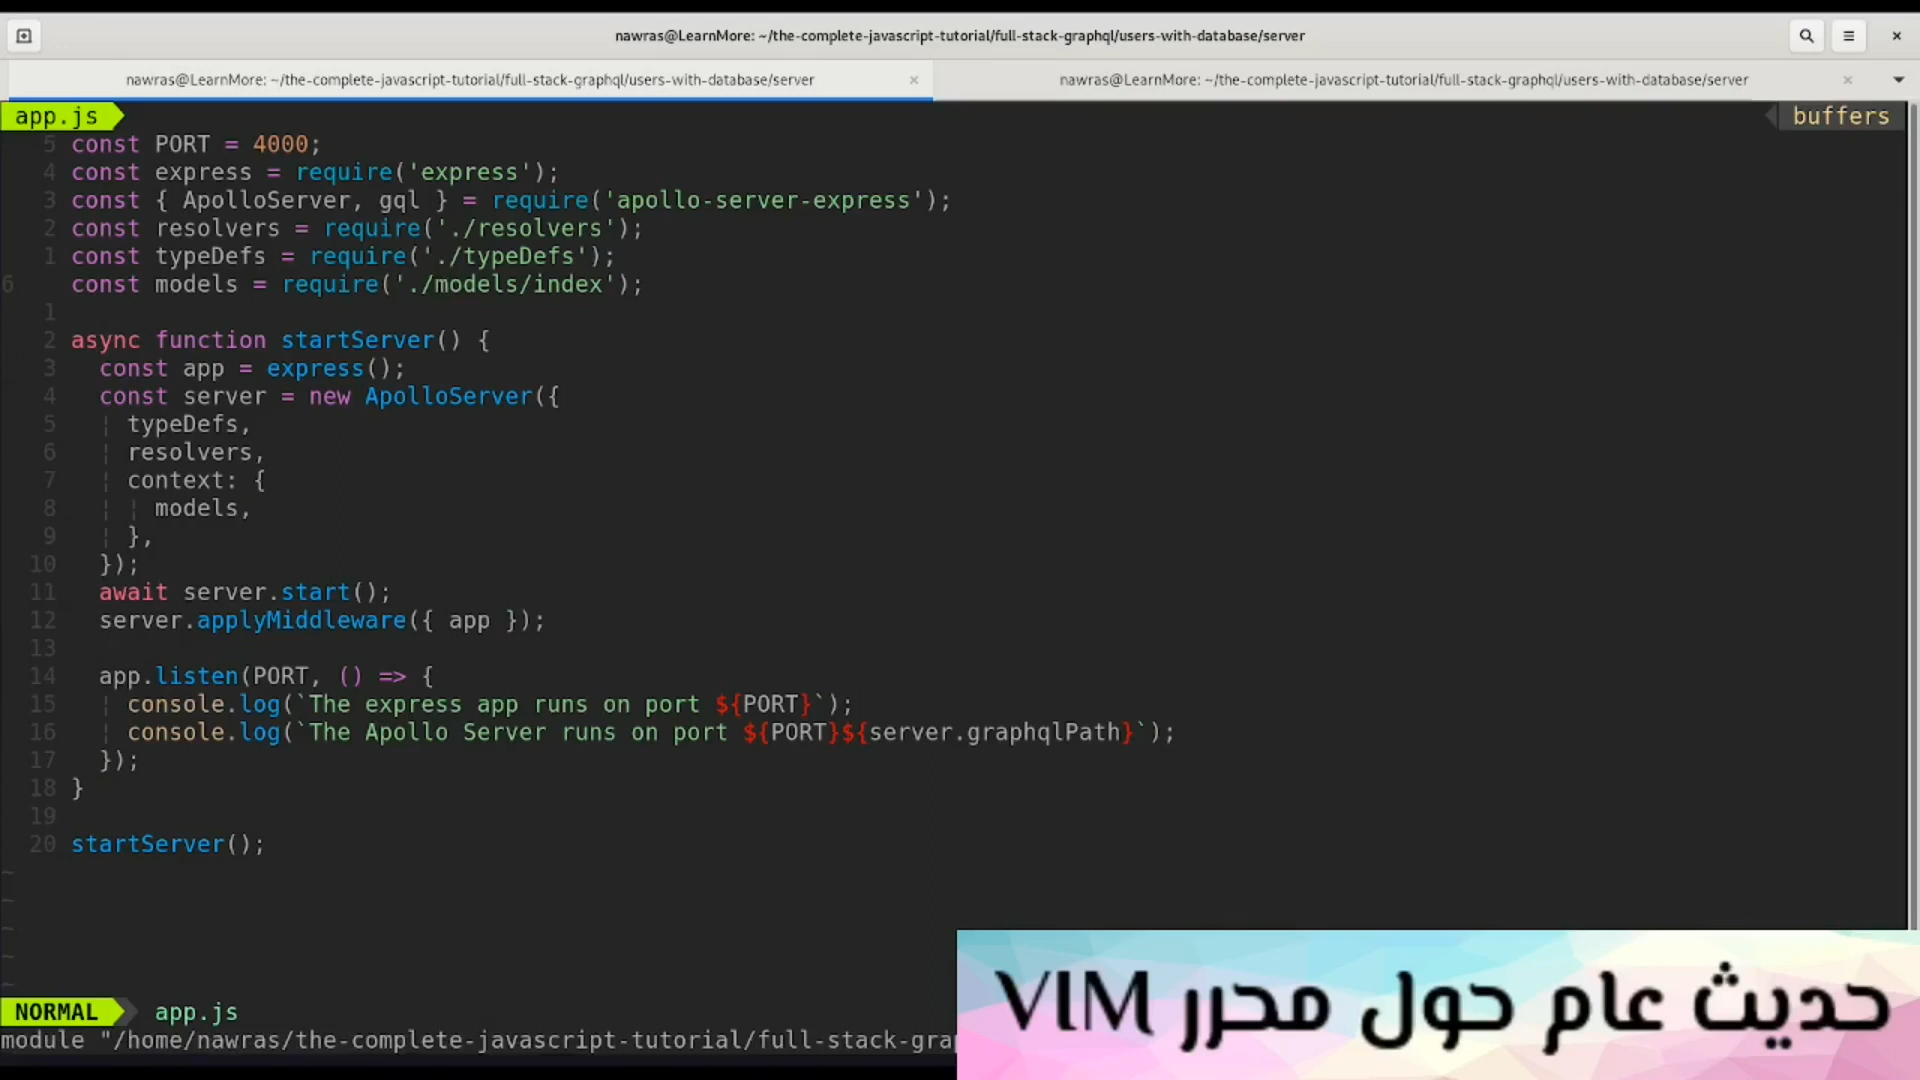 nawras@LearnMore: ~/the-complete-javascript-tutorial/full-stack-graphql/users-with-database/server
nawras@LearnMore: ~/the-complete-javascript-tutorial/full-stack-graphql/users-with-database/server
nawras@LearnMore: ~/the-complete-javascript-tutorial/full-stack-graphql/users-with-database/server
app.js
buffers
5 const PORT = 4000;
4 const express = require('express');
3 const { ApolloServer, gql } = require('apollo-server-express');
2 const resolvers = require('./resolvers');
1 const typeDefs = require('./typeDefs');
6 const models = require('./models/index');
1
2 async function startServer() {
3 const app = express();
4 const server = new ApolloServer({
5 typeDefs,
6 resolvers,
7 context: {
8 models,
9 },
10 });
11 await server.start();
12 server.applyMiddleware({ app });
13
14 app.listen(PORT, () => {
15 console.log(`The express app runs on port ${PORT}`);
16 console.log(`The Apollo Server runs on port ${PORT}${server.graphqlPath}`);
17 });
18 }
19
20 startServer();
~
~
~
~
~
NORMAL app.js
module "/home/nawras/the-complete-javascript-tutorial/full-stack-grap
حديث عام حول محرر VIM